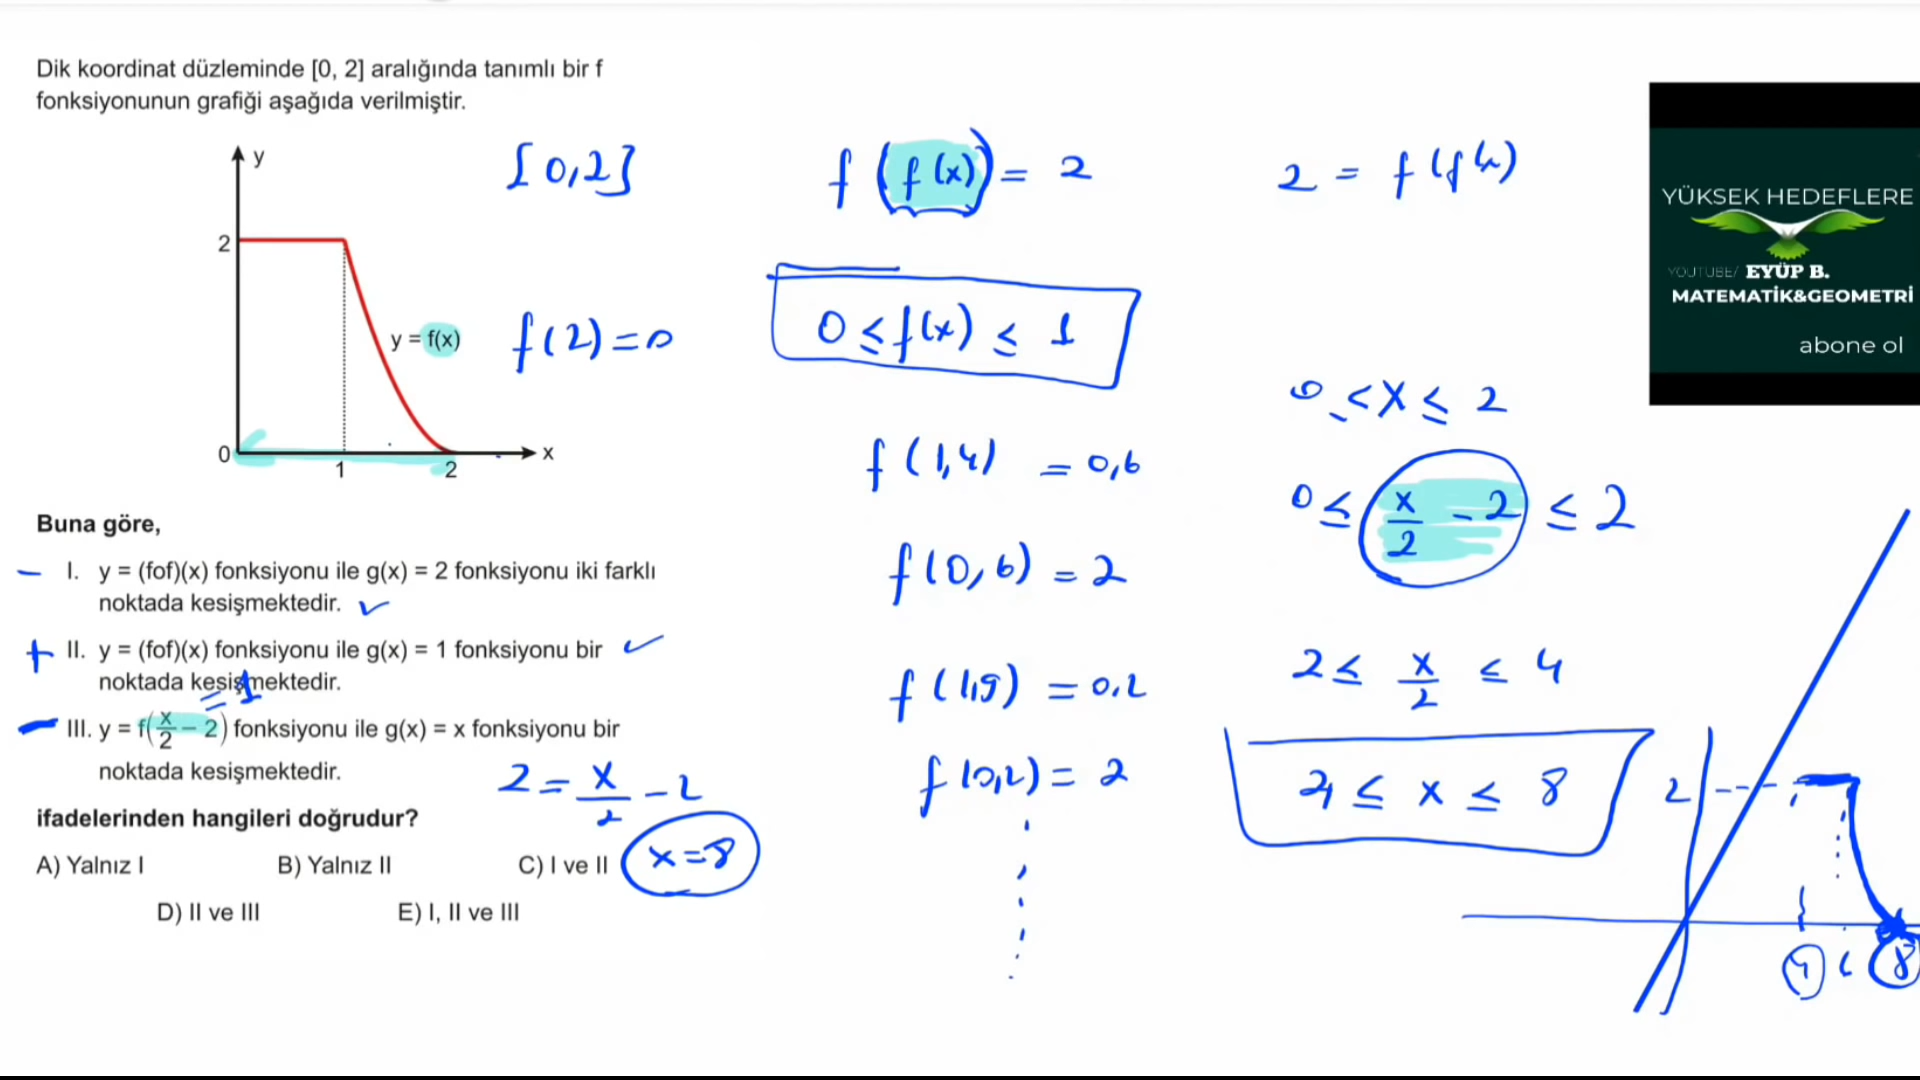 Dik koordinat düzleminde [0, 2] aralığında tanımlı bir f
fonksiyonunun grafiği aşağıda verilmiştir.
y
2
y = f(x)
0
1
2
x
[0,2]
f(2)=0
Buna göre,
I. y = (fof)(x) fonksiyonu ile g(x) = 2 fonksiyonu iki farklı
noktada kesişmektedir.
II. y = (fof)(x) fonksiyonu ile g(x) = 1 fonksiyonu bir
noktada kesişmektedir.
= 1
III. y = f(x/2 − 2) fonksiyonu ile g(x) = x fonksiyonu bir
noktada kesişmektedir.
2 = x/2 - 2
x=8
ifadelerinden hangileri doğrudur?
A) Yalnız I B) Yalnız II C) I ve II
D) II ve III E) I, II ve III
f(f(x)) = 2
0 ≤ f(x) ≤ 1
f(1,4) = 0,6
f(0,6) = 2
f(1,9) = 0,2
f(0,2) = 2
2 = f(f(x)
0 ≤ x ≤ 2
0 ≤ x/2 - 2 ≤ 2
2 ≤ x/2 ≤ 4
4 ≤ x ≤ 8
2
4
8
YÜKSEK HEDEFLERE
YOUTUBE/ EYÜP B.
MATEMATİK&GEOMETRİ
abone ol